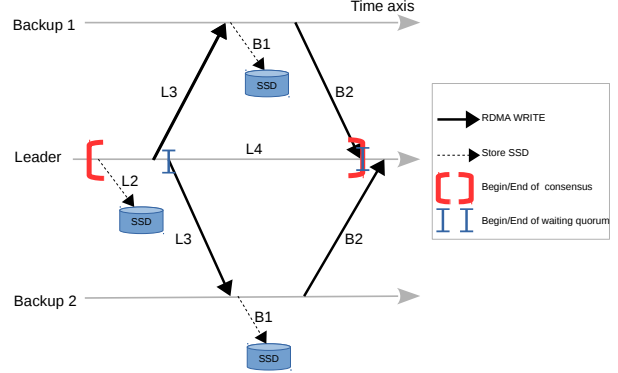 Time axis
Backup 1
B1
SSD
L3
B2
RDMA WRITE
Leader
L4
Store SSD
L2
Begin/End of consensus
SSD
Begin/End of waiting quorum
L3
B2
Backup 2
B1
SSD